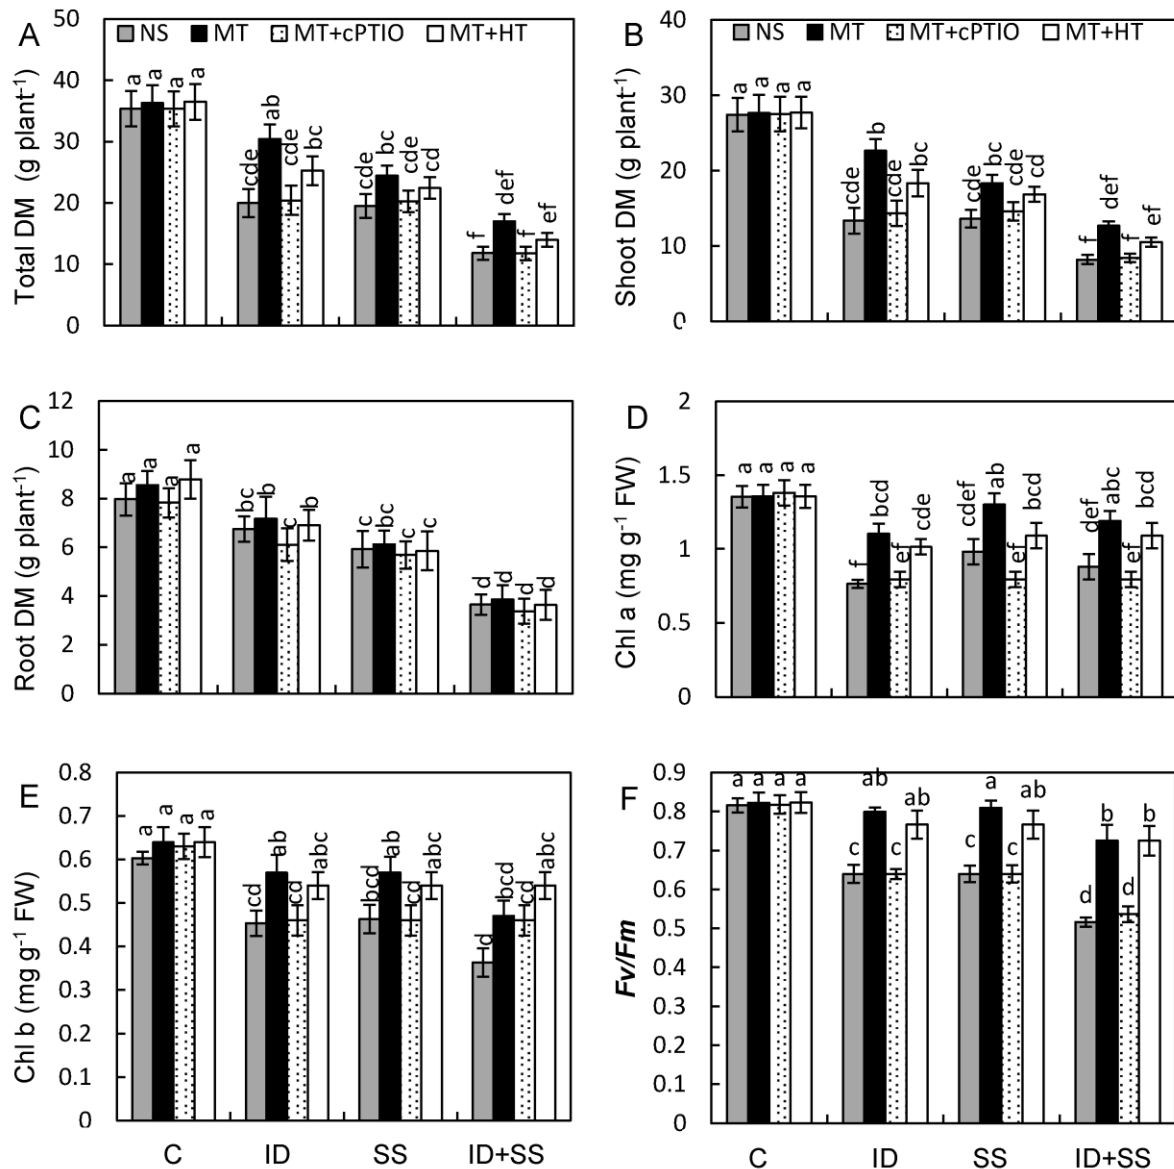 A
NS MT MT+cPTIO MT+HT
Total DM (g plant⁻¹)
50
40
30
20
10
0
a a a a
cde ab cde bc
cde bc cde cd
f def f ef
B
NS MT MT+cPTIO MT+HT
Shoot DM (g plant⁻¹)
40
30
20
10
0
a a a a
cde b cde bc
cde bc cde cd
f def f ef
C
Root DM (g plant⁻¹)
12
10
8
6
4
2
0
a a a a
bc b c b
c bc c c
d d d d
D
Chl a (mg g⁻¹ FW)
2
1.5
1
0.5
0
a a a a
f bcd ef cde
cdef ab ef bcd
def abc ef bcd
E
Chl b (mg g⁻¹ FW)
0.8
0.7
0.6
0.5
0.4
0.3
0.2
0.1
0
a a a a
cd ab cd abc
bcd ab cd abc
d bcd cd abc
C ID SS ID+SS
F
Fv/Fm
0.9
0.8
0.7
0.6
0.5
0.4
0.3
0.2
0.1
0
a a a a
c ab c ab
c a c ab
d b d b
C ID SS ID+SS